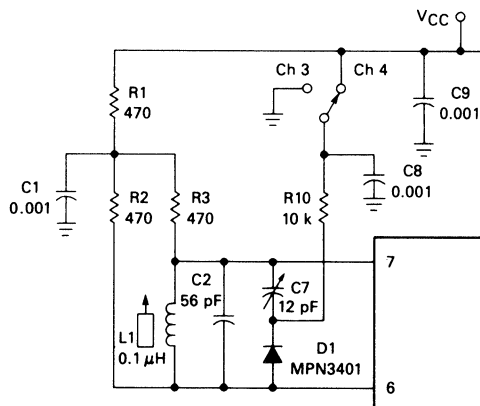 VCC
Ch 3
Ch 4
R1
470
C9
0.001
C1
0.001
R2
470
R3
470
R10
10 k
C8
0.001
7
C2
56 pF
C7
12 pF
L1
0.1 μH
D1
MPN3401
6